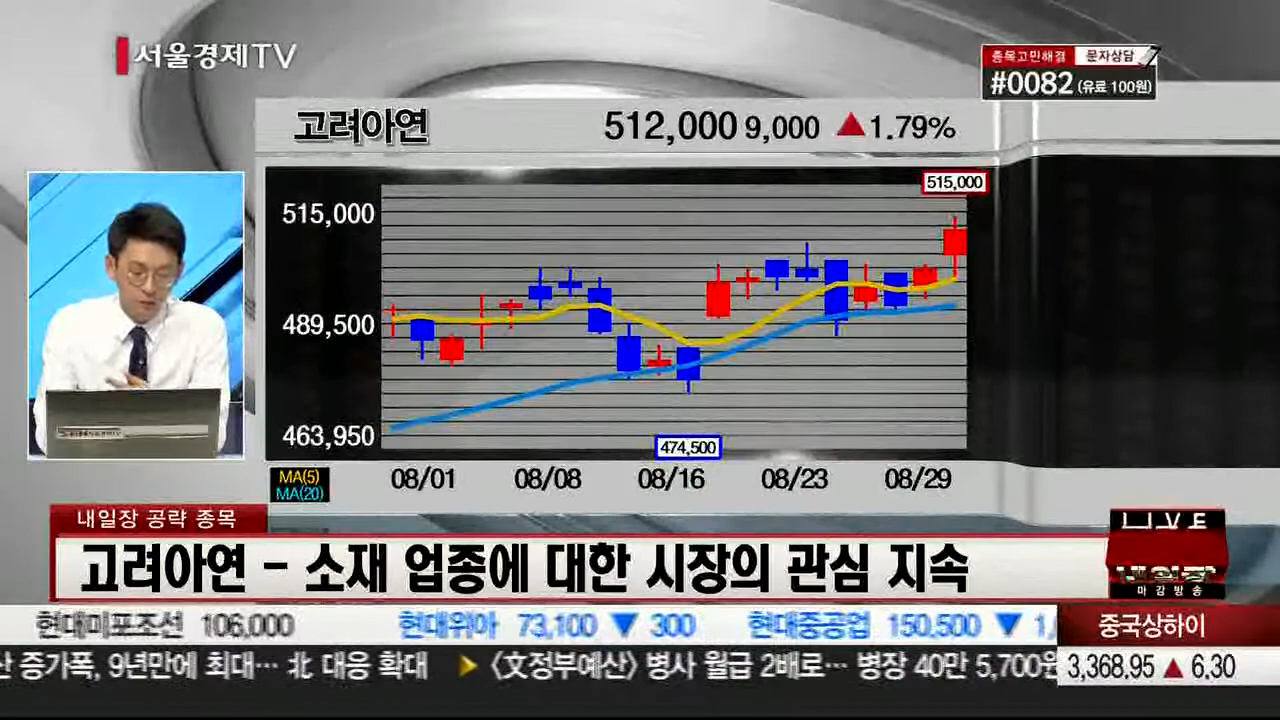 서울경제TV
종목고민해결 문자상담
#0082 (유료 100원)
고려아연 512,000 9,000 ▲1.79%
515,000
515,000
489,500
463,950
474,500
MA(5)
MA(20)
08/01 08/08 08/16 08/23 08/29
내일장 공략 종목
고려아연 - 소재 업종에 대한 시장의 관심 지속
LIVE
내일장
마감방송
현대미포조선 106,000 현대위아 73,100 ▼ 300 현대중공업 150,500 ▼ 1,
중국상하이
산 증가폭, 9년만에 최대… 北 대응 확대 ▶ 〈文정부예산〉 병사 월급 2배로… 병장 40만 5,700원
3,368.95 ▲ 6.30